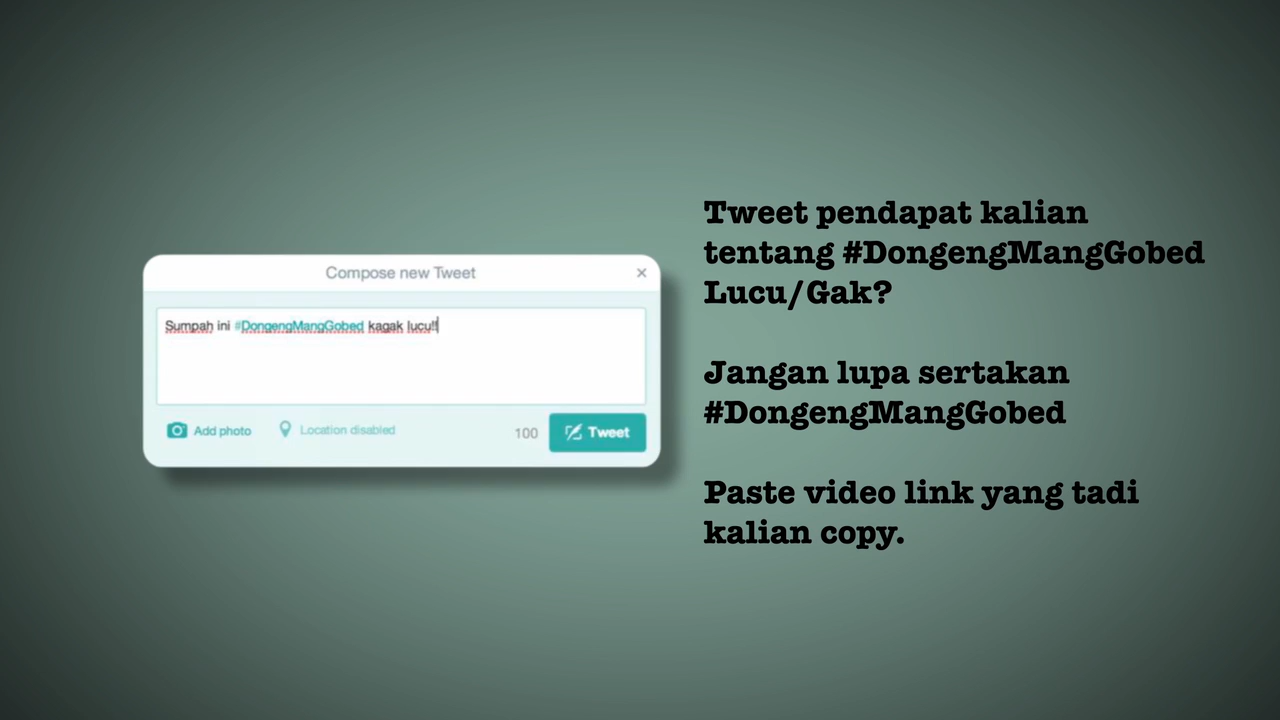 Compose new Tweet ×
Sumpah ini #DongengMangGobed kagak lucu!!
Add photo Location disabled 100 Tweet
Tweet pendapat kalian
tentang #DongengMangGobed
Lucu/Gak?
Jangan lupa sertakan
#DongengMangGobed
Paste video link yang tadi
kalian copy.